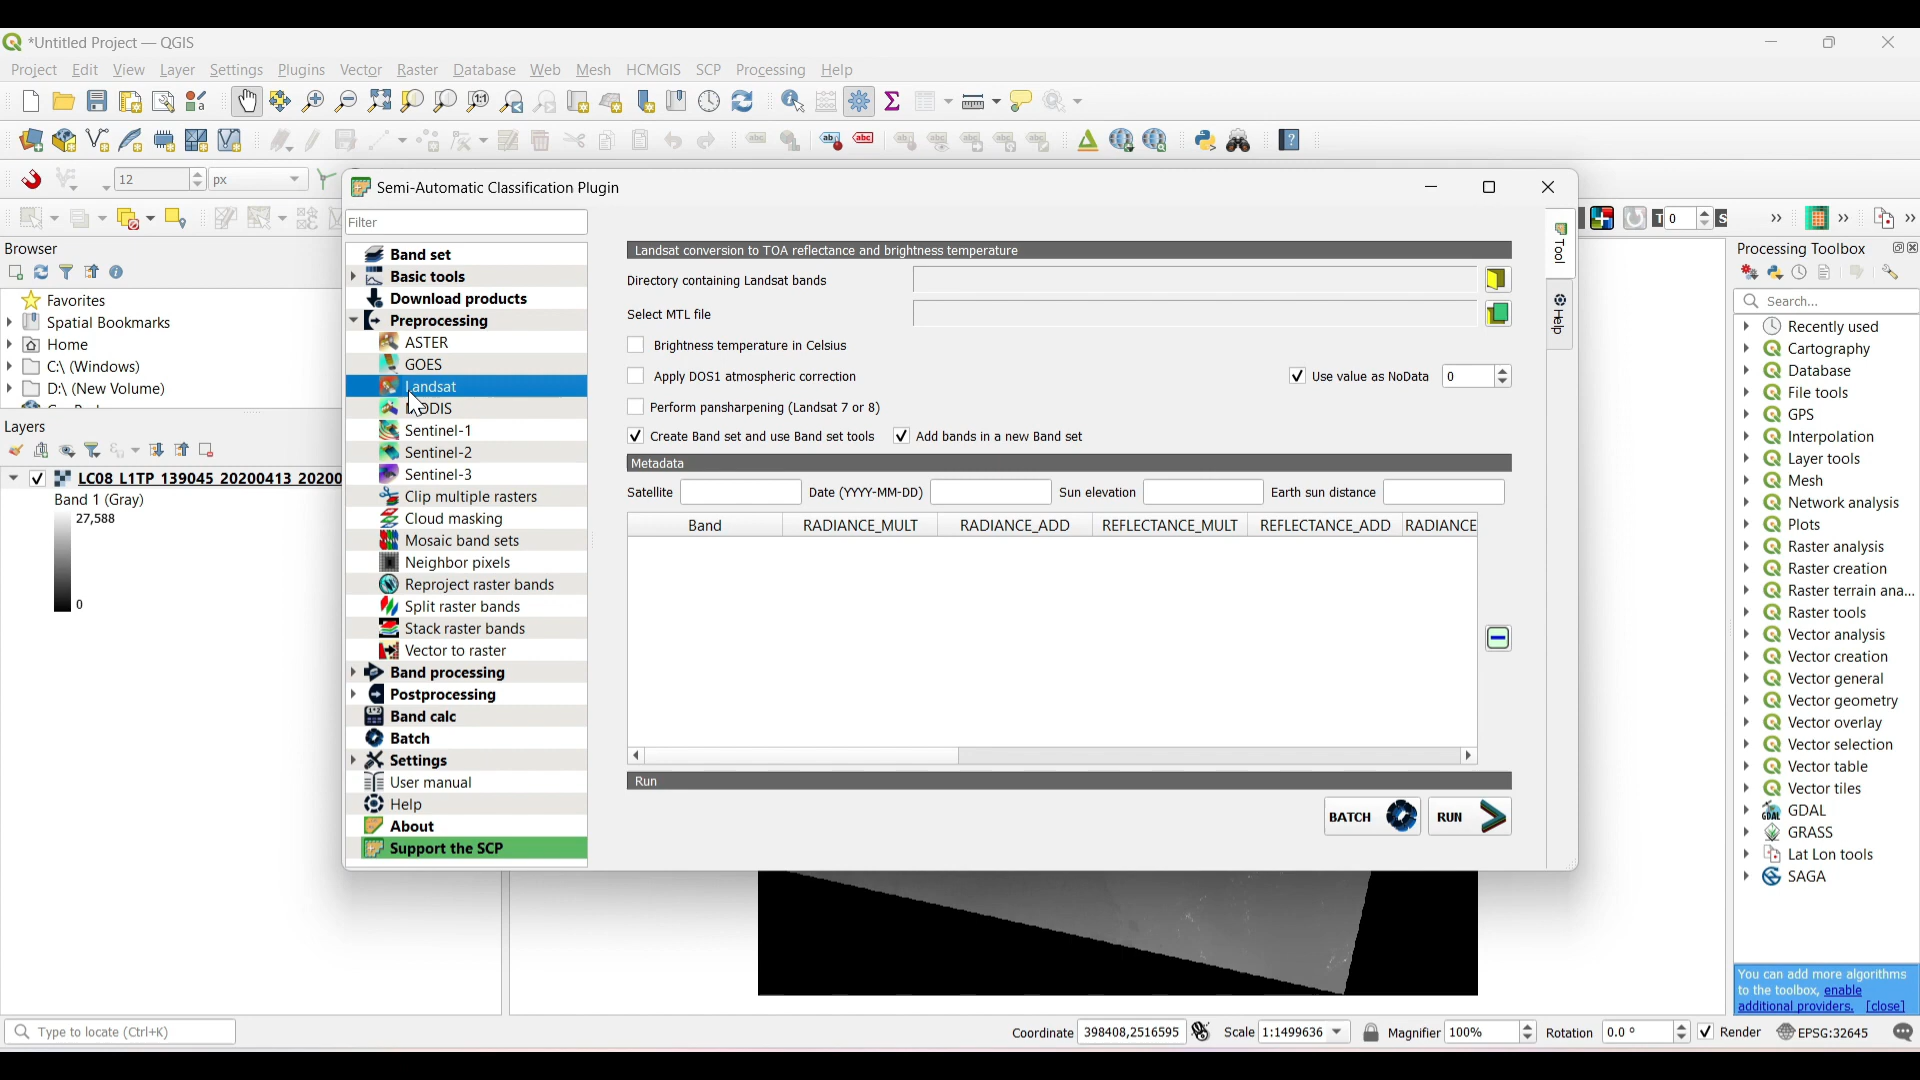 *Untitled Project — QGIS
Project Edit View Layer Settings Plugins Vector Raster Database Web Mesh HCMGIS SCP Processing Help
12 px
Semi-Automatic Classification Plugin
T 0 S
Browser
Favorites
Spatial Bookmarks
Home
C:\ (Windows)
D:\ (New Volume)
Layers
LC08 L1TP 139045 20200413 20200
Band 1 (Gray)
27,588
0
Filter
Band set
Basic tools
Download products
Preprocessing
ASTER
GOES
Landsat
Sentinel-1
Sentinel-2
Sentinel-3
Clip multiple rasters
Cloud masking
Mosaic band sets
Neighbor pixels
Reproject raster bands
Split raster bands
Stack raster bands
Vector to raster
Band processing
Postprocessing
Band calc
Batch
Settings
User manual
Help
About
Support the SCP
Landsat conversion to TOA reflectance and brightness temperature
Directory containing Landsat bands
Select MTL file
Brightness temperature in Celsius
Apply DOS1 atmospheric correction
Use value as NoData 0
Perform pansharpening (Landsat 7 or 8)
Create Band set and use Band set tools Add bands in a new Band set
Metadata
Satellite Date (YYYY-MM-DD) Sun elevation Earth sun distance
Band RADIANCE_MULT RADIANCE_ADD REFLECTANCE_MULT REFLECTANCE_ADD RADIANCE
Run
BATCH RUN
Tool
Help
Processing Toolbox
Search...
Recently used
Cartography
Database
File tools
GPS
Interpolation
Layer tools
Mesh
Network analysis
Plots
Raster analysis
Raster creation
Raster terrain ana...
Raster tools
Vector analysis
Vector creation
Vector general
Vector geometry
Vector overlay
Vector selection
Vector table
Vector tiles
GDAL
GRASS
Lat Lon tools
SAGA
You can add more algorithms
to the toolbox, enable
additional providers. [close]
Type to locate (Ctrl+K)
Coordinate 398408,2516595 Scale 1:1499636 Magnifier 100% Rotation 0.0 ° Render EPSG:32645